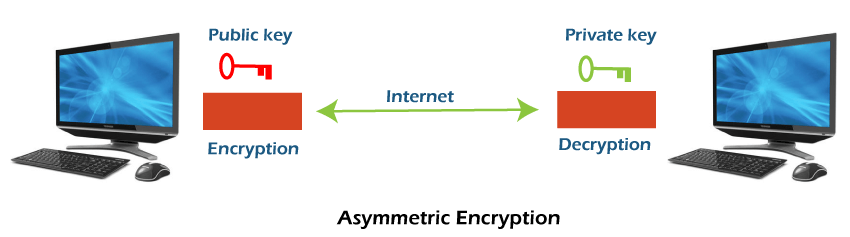 Public key
Private key
Internet
Encryption
Decryption
Asymmetric Encryption